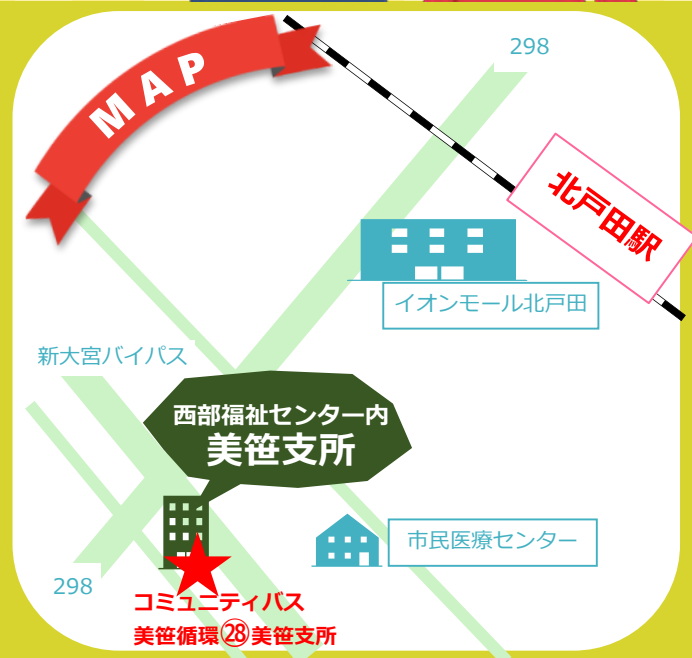 MAP
298
北戸田駅
イオンモール北戸田
新大宮バイパス
西部福祉センター内
美笹支所
市民医療センター
298
コミュニティバス
美笹循環㉘美笹支所